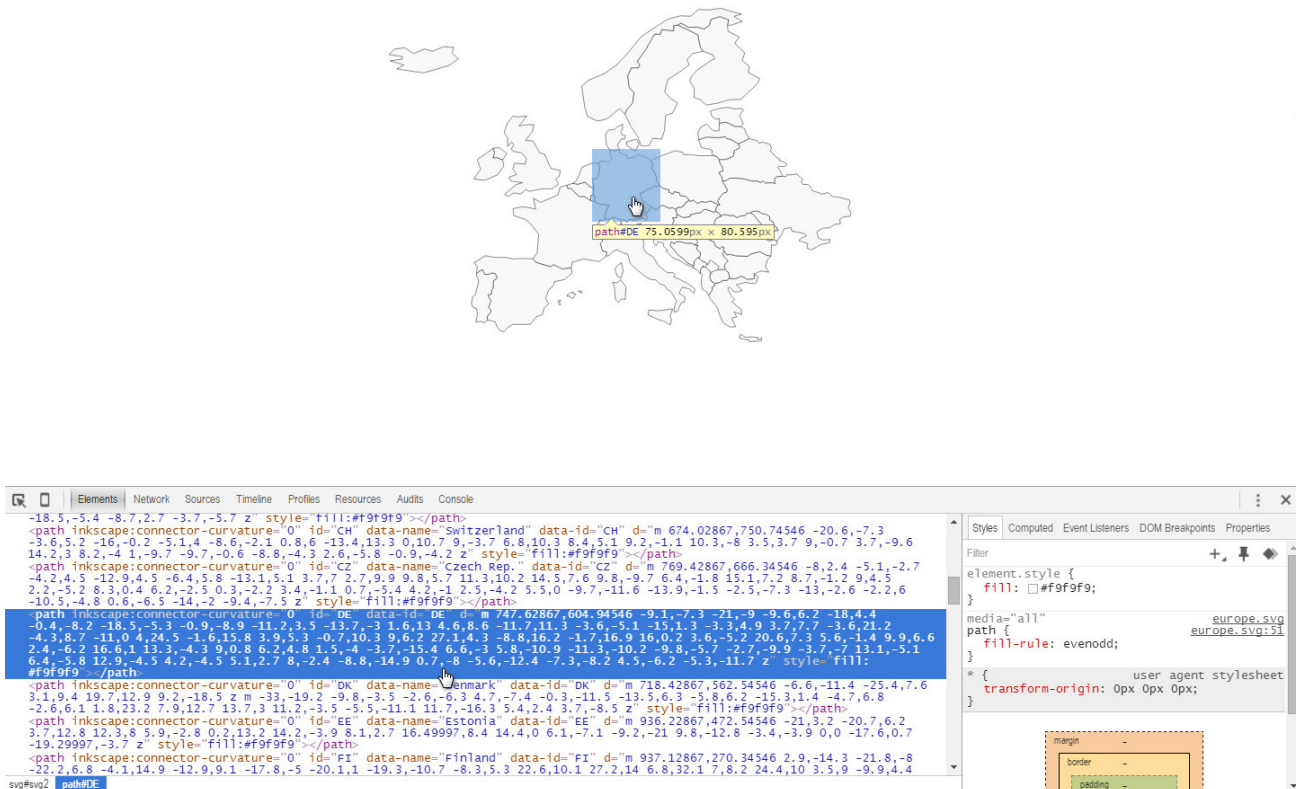 path#DE 75.0599px × 80.595px
Elements Network Sources Timeline Profiles Resources Audits Console
-18.5,-5.4 -8.7,2.7 -3.7,-5.7 z" style="fill:#f9f9f9"></path>
<path inkscape:connector-curvature="0" id="CH" data-name="Switzerland" data-id="CH" d="m 674.02867,750.74546 -20.6,-7.3
-3.6,5.2 -16,-0.2 -5.1,4 -8.6,-2.1 0.8,6 -13.4,13.3 0,10.7 9,-3.7 6.8,10.3 8.4,5.1 9.2,-1.1 10.3,-8 3.5,3.7 9,-0.7 3.7,-9.6
14.2,3 8.2,-4 1,-9.7 -9.7,-0.6 -8.8,-4.3 2.6,-5.8 -0.9,-4.2 z" style="fill:#f9f9f9"></path>
<path inkscape:connector-curvature="0" id="CZ" data-name="Czech Rep." data-id="CZ" d="m 769.42867,666.34546 -8,2.4 -5.1,-2.7
-4.2,4.5 -12.9,4.5 -6.4,5.8 -13.1,5.1 3.7,7 2.7,9.9 9.8,5.7 11.3,10.2 14.5,7.6 9.8,-9.7 6.4,-1.8 15.1,7.2 8.7,-1.2 9,4.5
2.2,-5.2 8.3,0.4 6.2,-2.5 0.3,-2.2 3.4,-1.1 0.7,-5.4 4.2,-1 2.5,-4.2 5.5,0 -9.7,-11.6 -13.9,-1.5 -2.5,-7.3 -13,-2.6 -2.2,6
-10.5,-4.8 0.6,-6.5 -14,-2 -9.4,-7.5 z" style="fill:#f9f9f9"></path>
<path inkscape:connector-curvature="0" id="DE" data-id="DE" d="m 747.62867,604.94546 -9.1,-7.3 -21,-9 -9.6,6.2 -18,4.4
-0.4,-8.2 -18.5,-5.3 -0.9,-8.9 -11.2,3.5 -13.7,-3 1.6,13 4.6,8.6 -11.7,11.3 -3.6,-5.1 -15,1.3 -3.3,4.9 3.7,7.7 -3.6,21.2
-4.3,8.7 -11,0 4,24.5 -1.6,15.8 3.9,5.3 -0.7,10.3 9,6.2 27.1,4.3 -8.8,16.2 -1.7,16.9 16,0.2 3.6,-5.2 20.6,7.3 5.6,-1.4 9.9,6.6
2.4,-6.2 16.6,1 13.3,-4.3 9,0.8 6.2,4.8 1.5,-4 -3.7,-15.4 6.6,-3 5.8,-10.9 -11.3,-10.2 -9.8,-5.7 -2.7,-9.9 -3.7,-7 13.1,-5.1
6.4,-5.8 12.9,-4.5 4.2,-4.5 5.1,2.7 8,-2.4 -8.8,-14.9 0.7,-8 -5.6,-12.4 -7.3,-8.2 4.5,-6.2 -5.3,-11.7 z" style="fill:
#f9f9f9"></path>
<path inkscape:connector-curvature="0" id="DK" data-name="Denmark" data-id="DK" d="m 718.42867,562.54546 -6.6,-11.4 -25.4,7.6
3.1,9.4 19.7,12.9 9.2,-18.5 z m -33,-19.2 -9.8,-3.5 -2.6,-6.3 4.7,-7.4 -0.3,-11.5 -13.5,6.3 -5.8,6.2 -15.3,1.4 -4.7,6.8
-2.6,6.1 1.8,23.2 7.9,12.7 13.7,3 11.2,-3.5 -5.5,-11.1 11.7,-16.3 5.4,2.4 3.7,-8.5 z" style="fill:#f9f9f9"></path>
<path inkscape:connector-curvature="0" id="EE" data-name="Estonia" data-id="EE" d="m 936.22867,472.54546 -21,3.2 -20.7,6.2
3.7,12.8 12.3,8 5.9,-2.8 0.2,13.2 14.2,-3.9 8.1,2.7 16.49997,8.4 14.4,0 6.1,-7.1 -9.2,-21 9.8,-12.8 -3.4,-3.9 0,0 -17.6,0.7
-19.29997,-3.7 z" style="fill:#f9f9f9"></path>
<path inkscape:connector-curvature="0" id="FI" data-name="Finland" data-id="FI" d="m 937.12867,270.34546 2.9,-14.3 -21.8,-8
-22.2,6.8 -4.1,14.9 -12.9,9.1 -17.8,-5 -20.1,1 -19.3,-10.7 -8.3,5.3 22.6,10.1 27.2,14 6.8,32.1 7,8.2 24.4,10 3.5,9 -9.9,4.4
svg#svg2 path#DE
Styles Computed Event Listeners DOM Breakpoints Properties
Filter
element.style {
fill: #f9f9f9;
}
media="all" europe.svg
path { europe.svg:51
fill-rule: evenodd;
}
* { user agent stylesheet
transform-origin: 0px 0px 0px;
}
margin -
border -
padding -